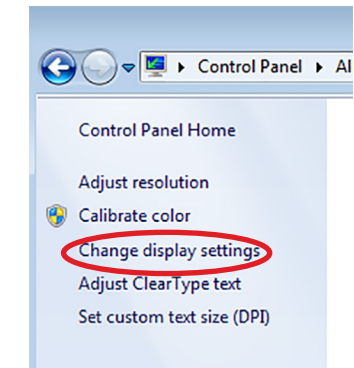 Control Panel Al
Control Panel Home
Adjust resolution
Calibrate color
Change display settings
Adjust ClearType text
Set custom text size (DPI)